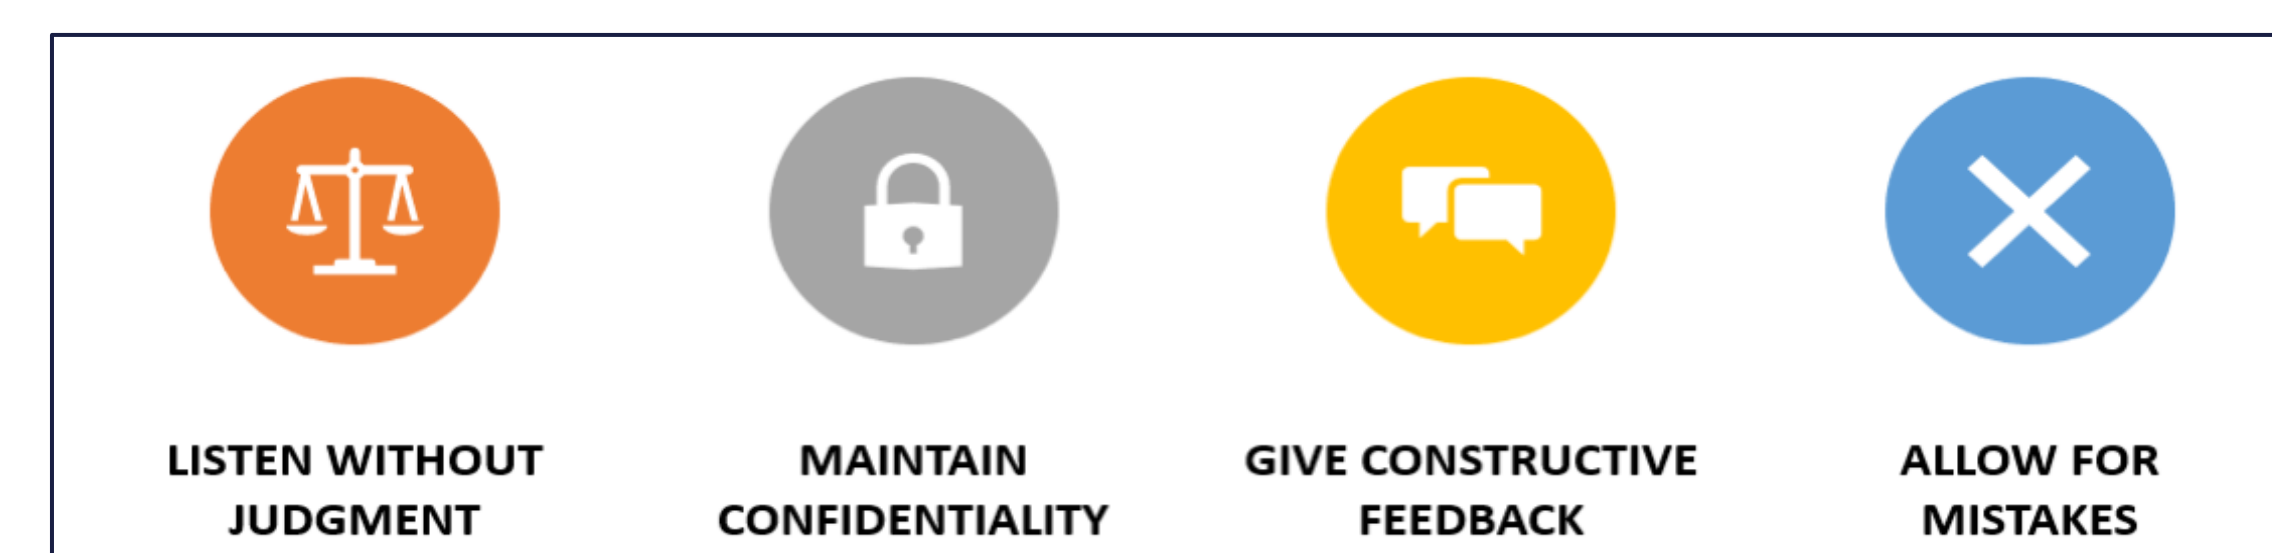 LISTEN WITHOUT
JUDGMENT
MAINTAIN
CONFIDENTIALITY
GIVE CONSTRUCTIVE
FEEDBACK
ALLOW FOR
MISTAKES